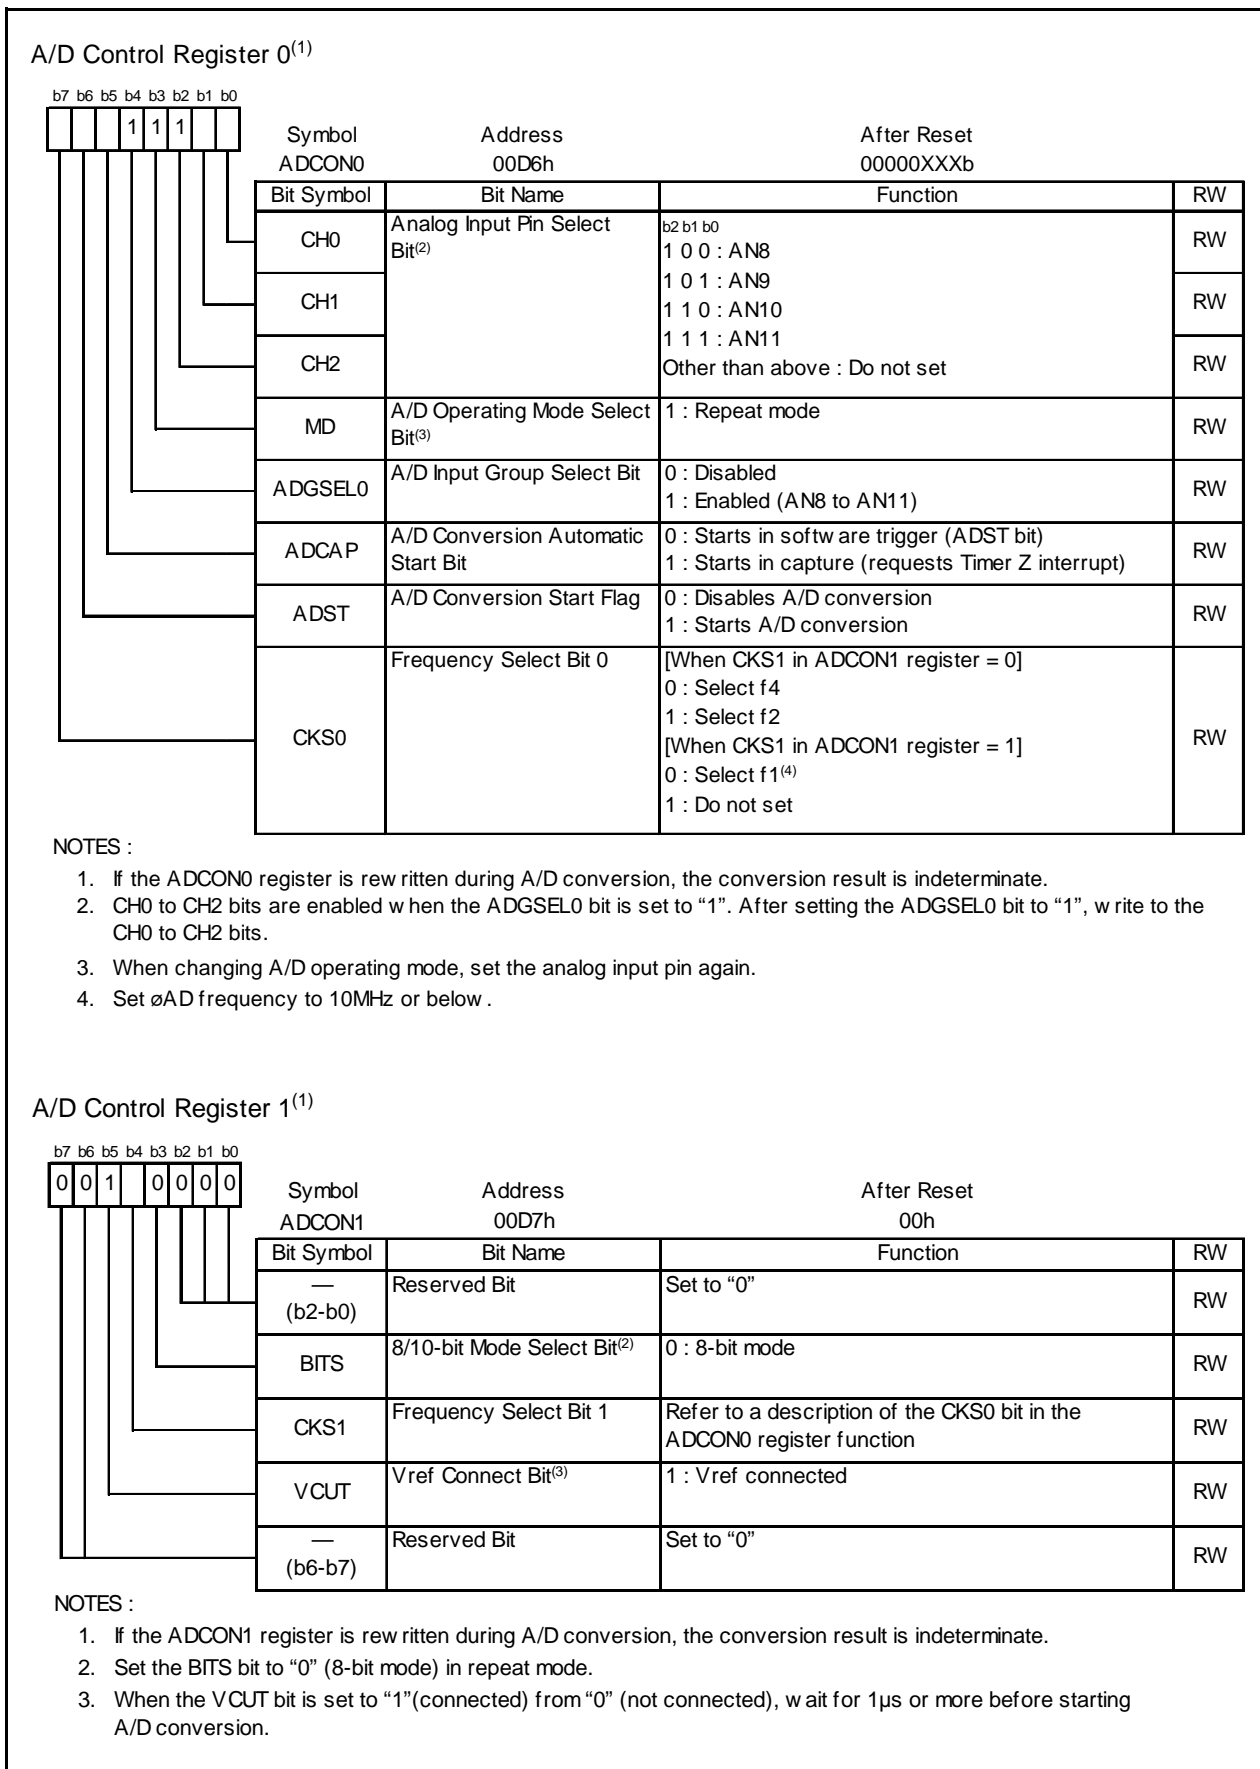 A/D Control Register 0(1)
b7 b6 b5 b4 b3 b2 b1 b0
1 1 1
Symbol Address After Reset
ADCON0 00D6h 00000XXXb
Bit Symbol Bit Name Function RW
CH0 Analog Input Pin Select Bit(2) b2 b1 b0 RW
1 0 0 : AN8
1 0 1 : AN9
CH1 RW
1 1 0 : AN10
1 1 1 : AN11
CH2 RW
Other than above : Do not set
MD A/D Operating Mode Select Bit(3) 1 : Repeat mode RW
ADGSEL0 A/D Input Group Select Bit 0 : Disabled RW
1 : Enabled (AN8 to AN11)
ADCAP A/D Conversion Automatic Start Bit 0 : Starts in software trigger (ADST bit) RW
1 : Starts in capture (requests Timer Z interrupt)
ADST A/D Conversion Start Flag 0 : Disables A/D conversion RW
1 : Starts A/D conversion
Frequency Select Bit 0 [When CKS1 in ADCON1 register = 0]
0 : Select f4
1 : Select f2
CKS0 [When CKS1 in ADCON1 register = 1] RW
0 : Select f1(4)
1 : Do not set
NOTES :
1. If the ADCON0 register is rewritten during A/D conversion, the conversion result is indeterminate.
2. CH0 to CH2 bits are enabled when the ADGSEL0 bit is set to “1”. After setting the ADGSEL0 bit to “1”, write to the
CH0 to CH2 bits.
3. When changing A/D operating mode, set the analog input pin again.
4. Set øAD frequency to 10MHz or below.
A/D Control Register 1(1)
b7 b6 b5 b4 b3 b2 b1 b0
0 0 1 0 0 0 0
Symbol Address After Reset
ADCON1 00D7h 00h
Bit Symbol Bit Name Function RW
— (b2-b0) Reserved Bit Set to “0” RW
BITS 8/10-bit Mode Select Bit(2) 0 : 8-bit mode RW
CKS1 Frequency Select Bit 1 Refer to a description of the CKS0 bit in the RW
ADCON0 register function
VCUT Vref Connect Bit(3) 1 : Vref connected RW
— (b6-b7) Reserved Bit Set to “0” RW
NOTES :
1. If the ADCON1 register is rewritten during A/D conversion, the conversion result is indeterminate.
2. Set the BITS bit to “0” (8-bit mode) in repeat mode.
3. When the VCUT bit is set to “1”(connected) from “0” (not connected), wait for 1µs or more before starting
A/D conversion.